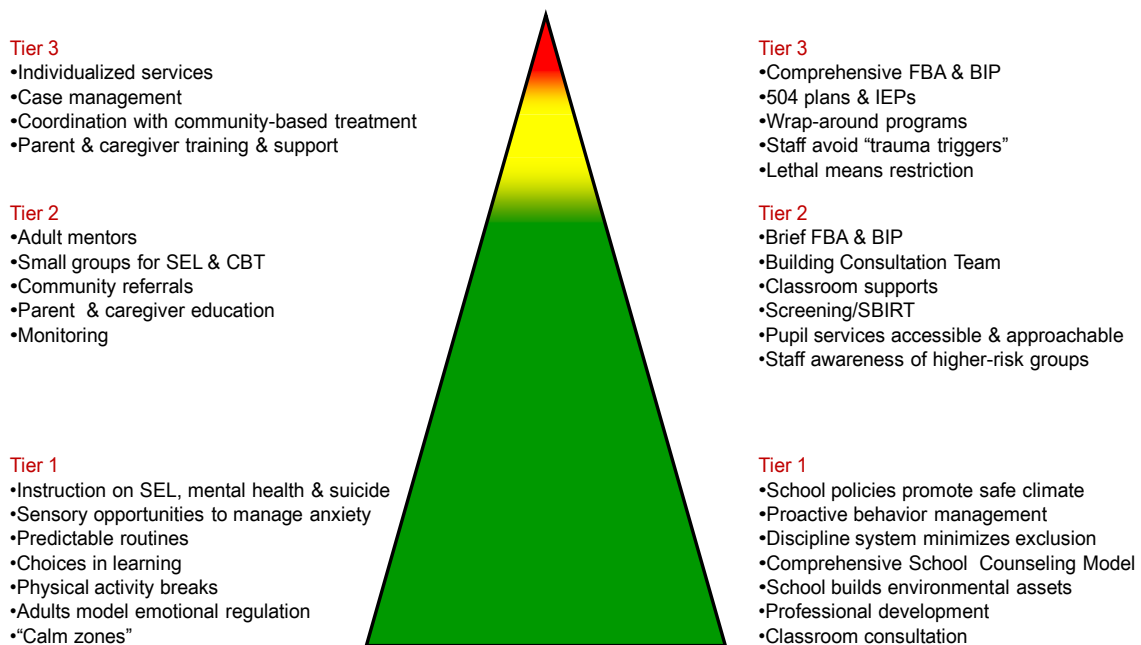 Tier 3
•Individualized services
•Case management
•Coordination with community-based treatment
•Parent & caregiver training & support
Tier 2
•Adult mentors
•Small groups for SEL & CBT
•Community referrals
•Parent & caregiver education
•Monitoring
Tier 1
•Instruction on SEL, mental health & suicide
•Sensory opportunities to manage anxiety
•Predictable routines
•Choices in learning
•Physical activity breaks
•Adults model emotional regulation
•“Calm zones”
Tier 3
•Comprehensive FBA & BIP
•504 plans & IEPs
•Wrap-around programs
•Staff avoid “trauma triggers”
•Lethal means restriction
Tier 2
•Brief FBA & BIP
•Building Consultation Team
•Classroom supports
•Screening/SBIRT
•Pupil services accessible & approachable
•Staff awareness of higher-risk groups
Tier 1
•School policies promote safe climate
•Proactive behavior management
•Discipline system minimizes exclusion
•Comprehensive School Counseling Model
•School builds environmental assets
•Professional development
•Classroom consultation